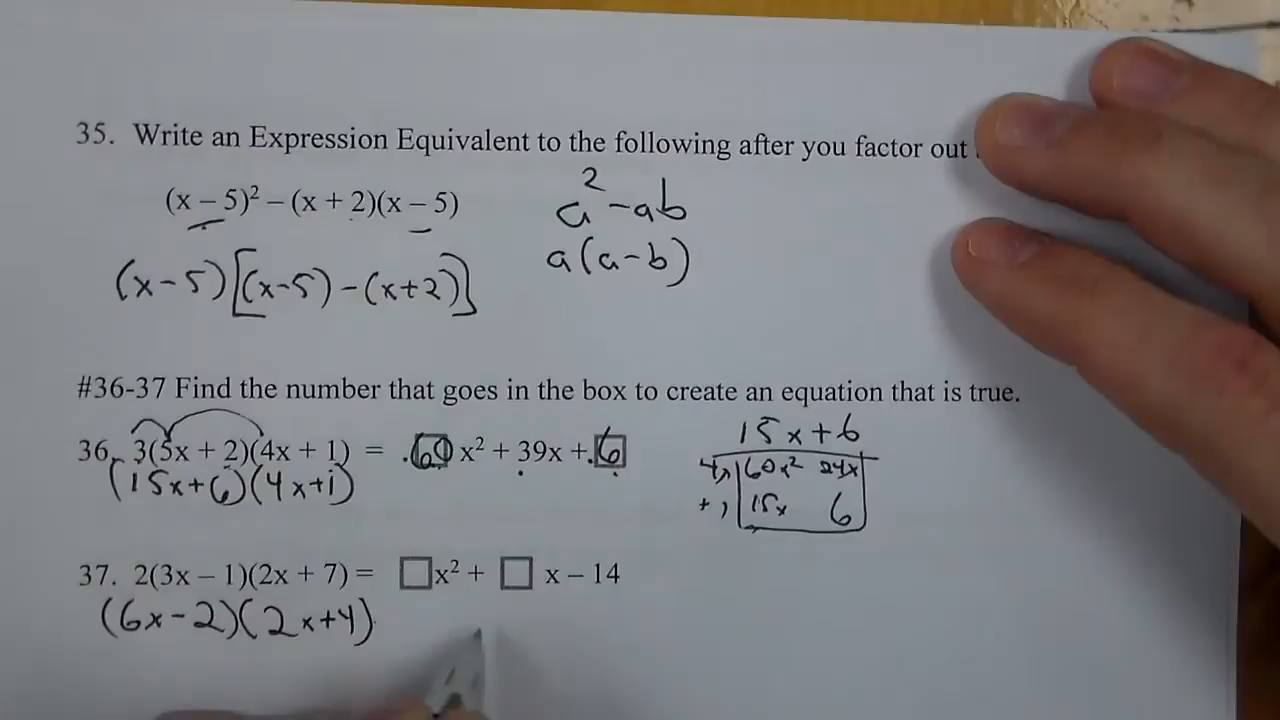 35. Write an Expression Equivalent to the following after you factor out
(x – 5)² – (x + 2)(x – 5)
a² - ab
(x-5)[(x-5) - (x+2)]
a(a-b)
#36-37 Find the number that goes in the box to create an equation that is true.
36. 3(5x + 2)(4x + 1) = 60 x² + 39x + 6
(15x+6)(4x+1)
15x+6
4x 60x² 24x
+1 15x 6
37. 2(3x – 1)(2x + 7) = □x² + □ x – 14
(6x-2)(2x+4)